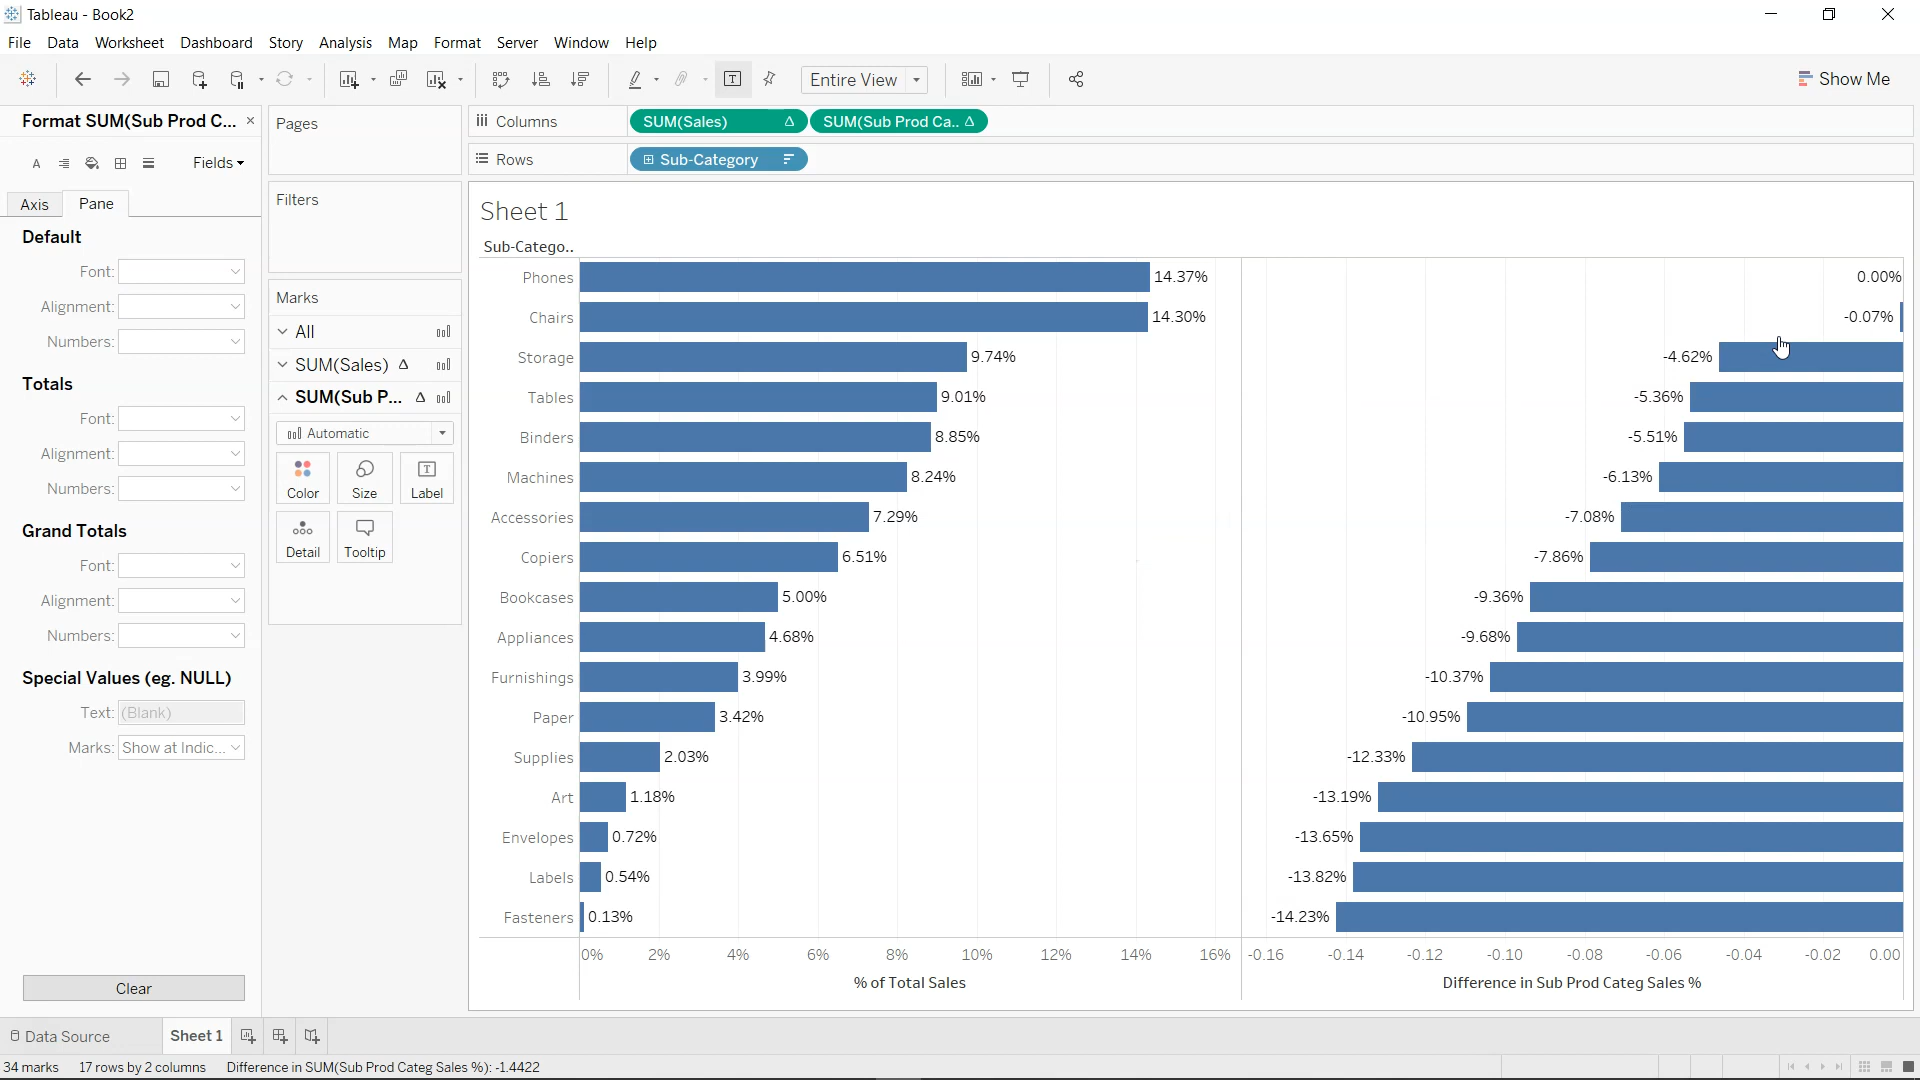 Tableau - Book2
File Data Worksheet Dashboard Story Analysis Map Format Server Window Help
Entire View
Show Me
Format SUM(Sub Prod C...
Fields
Axis
Pane
Default
Font:
Alignment:
Numbers:
Totals
Font:
Alignment:
Numbers:
Grand Totals
Font:
Alignment:
Numbers:
Special Values (eg. NULL)
Text: (Blank)
Marks: Show at Indic...
Clear
Pages
Filters
Marks
All
SUM(Sales)
SUM(Sub P...
Automatic
Color
Size
Label
Detail
Tooltip
Columns SUM(Sales) SUM(Sub Prod Ca..
Rows Sub-Category
Sheet 1
Sub-Catego..
Phones 14.37% 0.00%
Chairs 14.30% -0.07%
Storage 9.74% -4.62%
Tables 9.01% -5.36%
Binders 8.85% -5.51%
Machines 8.24% -6.13%
Accessories 7.29% -7.08%
Copiers 6.51% -7.86%
Bookcases 5.00% -9.36%
Appliances 4.68% -9.68%
Furnishings 3.99% -10.37%
Paper 3.42% -10.95%
Supplies 2.03% -12.33%
Art 1.18% -13.19%
Envelopes 0.72% -13.65%
Labels 0.54% -13.82%
Fasteners 0.13% -14.23%
0% 2% 4% 6% 8% 10% 12% 14% 16% -0.16 -0.14 -0.12 -0.10 -0.08 -0.06 -0.04 -0.02 0.00
% of Total Sales Difference in Sub Prod Categ Sales %
Data Source Sheet 1
34 marks 17 rows by 2 columns Difference in SUM(Sub Prod Categ Sales %): -1.4422